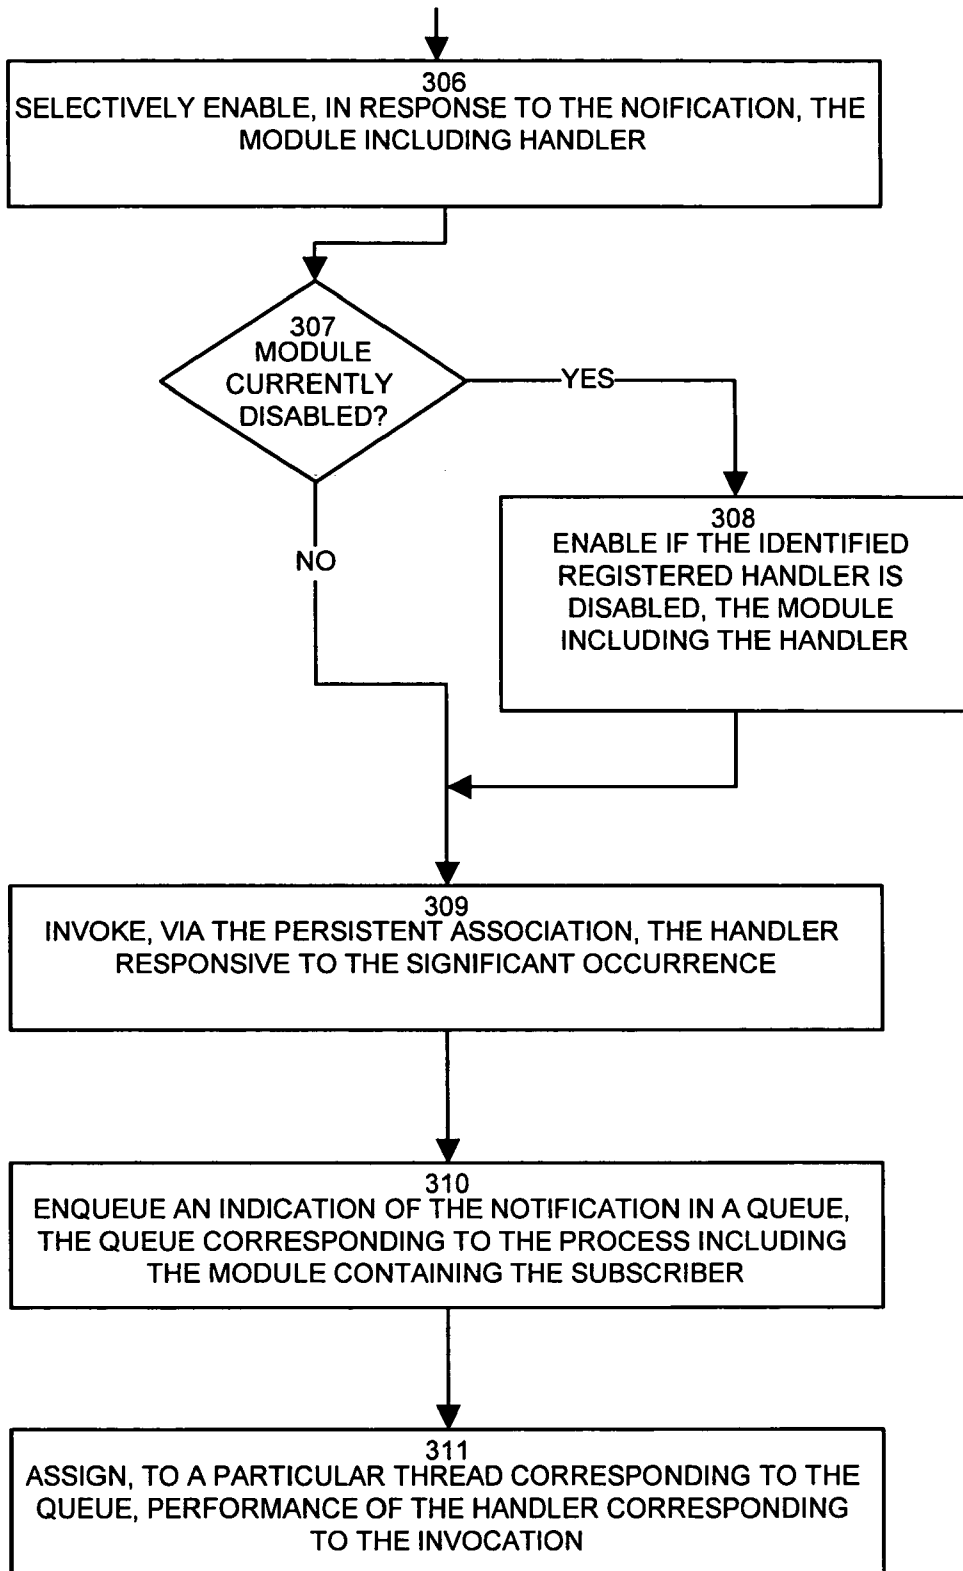 306
SELECTIVELY ENABLE, IN RESPONSE TO THE NOIFICATION, THE
MODULE INCLUDING HANDLER
307
MODULE
CURRENTLY
DISABLED?
YES
308
ENABLE IF THE IDENTIFIED
REGISTERED HANDLER IS
DISABLED, THE MODULE
INCLUDING THE HANDLER
NO
309
INVOKE, VIA THE PERSISTENT ASSOCIATION, THE HANDLER
RESPONSIVE TO THE SIGNIFICANT OCCURRENCE
310
ENQUEUE AN INDICATION OF THE NOTIFICATION IN A QUEUE,
THE QUEUE CORRESPONDING TO THE PROCESS INCLUDING
THE MODULE CONTAINING THE SUBSCRIBER
311
ASSIGN, TO A PARTICULAR THREAD CORRESPONDING TO THE
QUEUE, PERFORMANCE OF THE HANDLER CORRESPONDING
TO THE INVOCATION